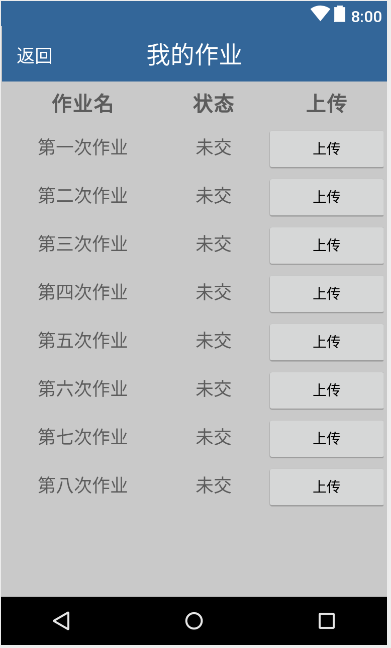 8:00
返回 我的作业
作业名 状态 上传
第一次作业 未交 上传
第二次作业 未交 上传
第三次作业 未交 上传
第四次作业 未交 上传
第五次作业 未交 上传
第六次作业 未交 上传
第七次作业 未交 上传
第八次作业 未交 上传